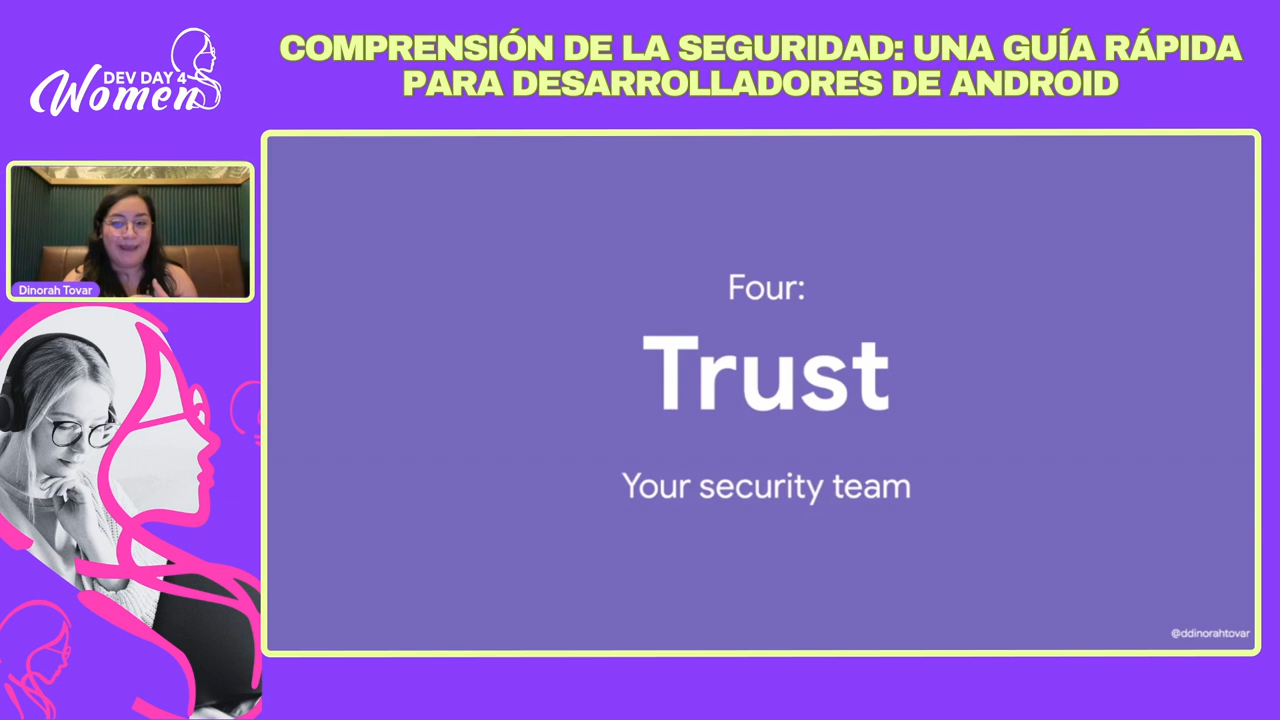 DEV DAY 4
Women
COMPRENSIÓN DE LA SEGURIDAD: UNA GUÍA RÁPIDA
PARA DESARROLLADORES DE ANDROID
Dinorah Tovar
Four:
Trust
Your security team
@ddinorahtovar